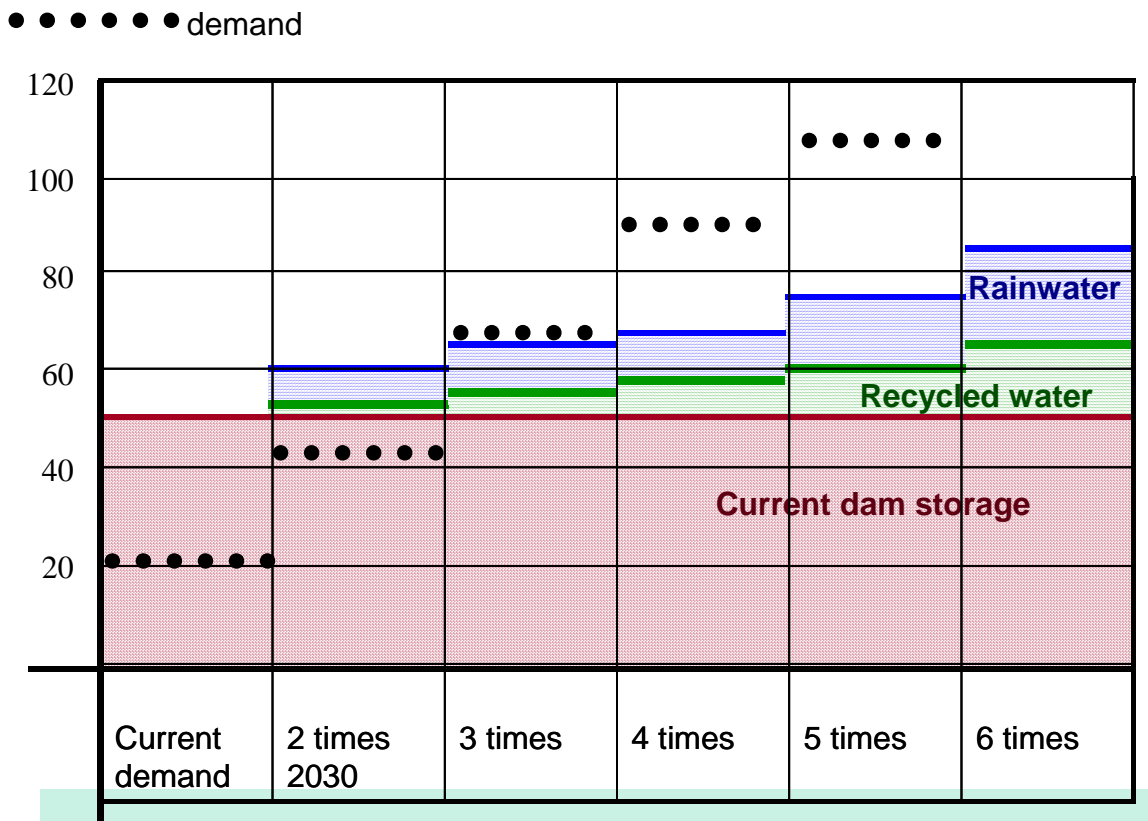 demand
120
100
80
Rainwater
60
Recycled water
40
Current dam storage
20
Current demand
2 times 2030
3 times
4 times
5 times
6 times